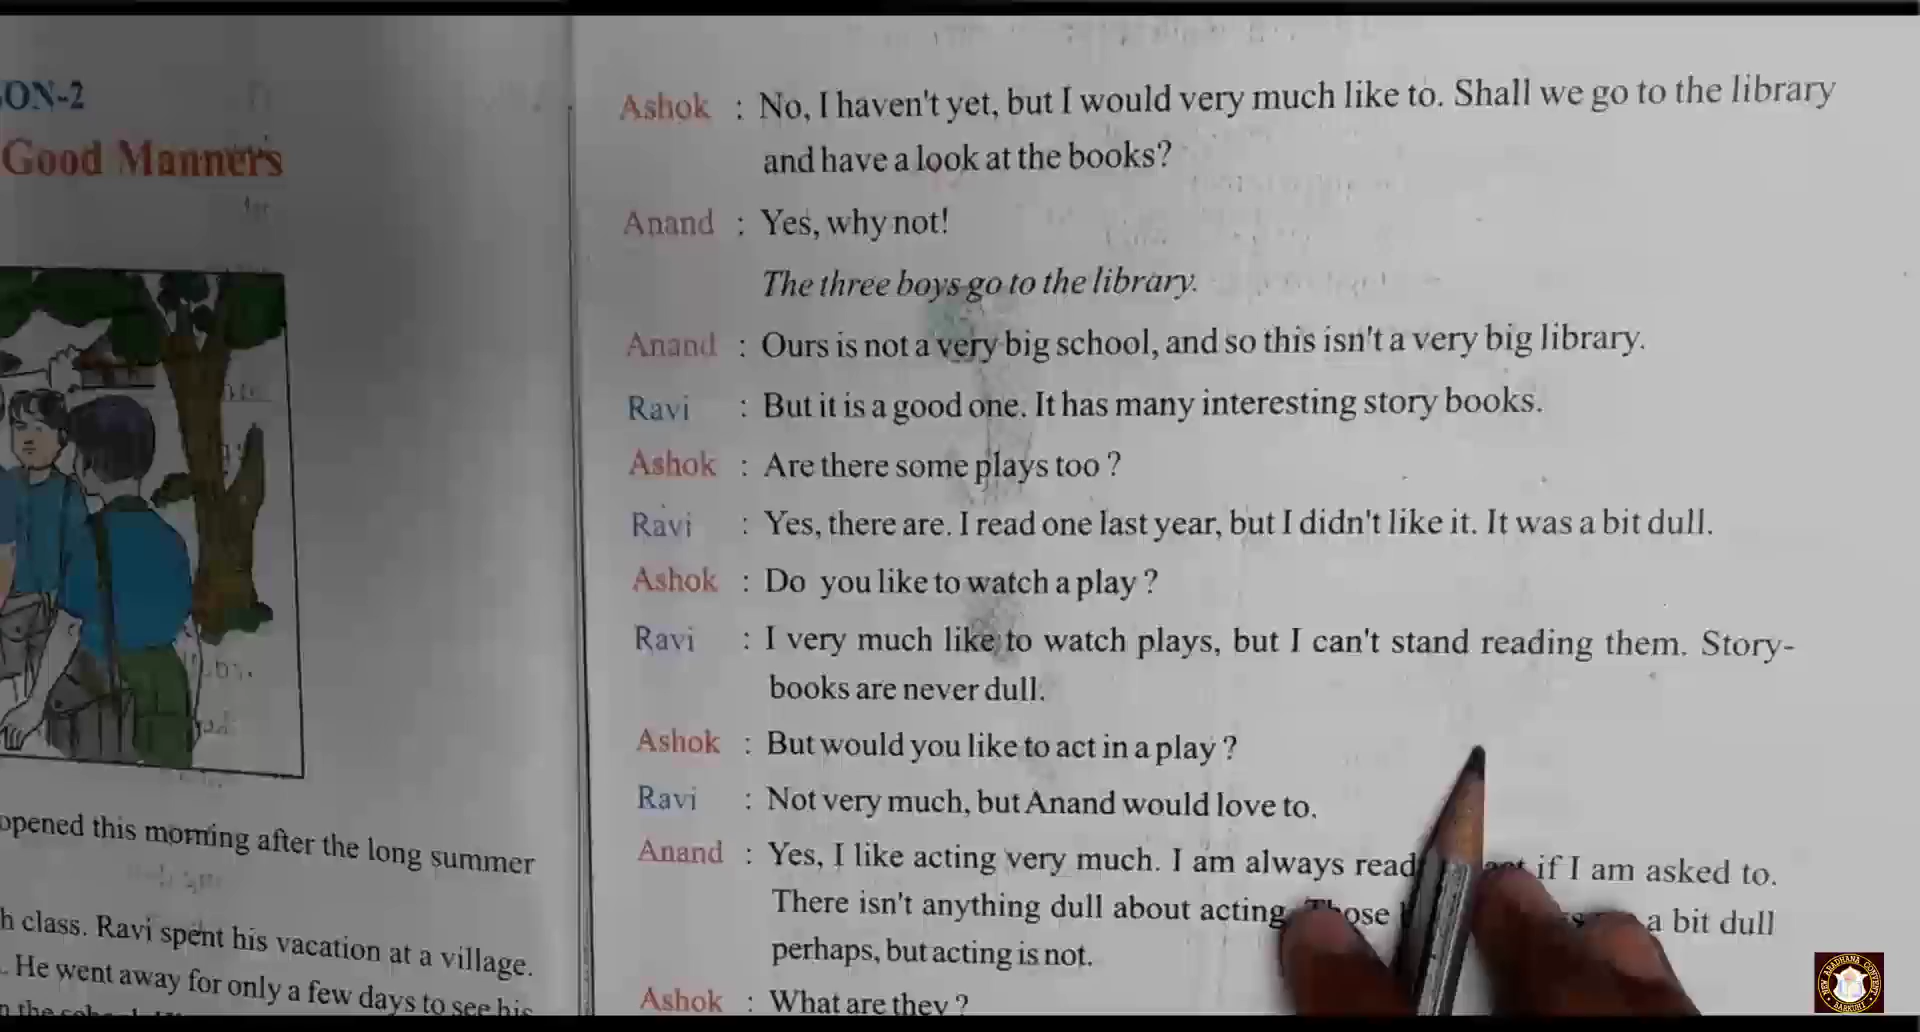 ON-2
Good Manners
opened this morning after the long summer
h class. Ravi spent his vacation at a village.
. He went away for only a few days to see his
Ashok : No, I haven't yet, but I would very much like to. Shall we go to the library
and have a look at the books?
Anand : Yes, why not!
The three boys go to the library.
Anand : Ours is not a very big school, and so this isn't a very big library.
Ravi : But it is a good one. It has many interesting story books.
Ashok : Are there some plays too ?
Ravi : Yes, there are. I read one last year, but I didn't like it. It was a bit dull.
Ashok : Do you like to watch a play ?
Ravi : I very much like to watch plays, but I can't stand reading them. Story-
books are never dull.
Ashok : But would you like to act in a play ?
Ravi : Not very much, but Anand would love to.
Anand : Yes, I like acting very much. I am always read if I am asked to.
There isn't anything dull about acting. Those a bit dull
perhaps, but acting is not.
Ashok : What are they ?
NEW ARADHANA CONVENT
BARKUHI